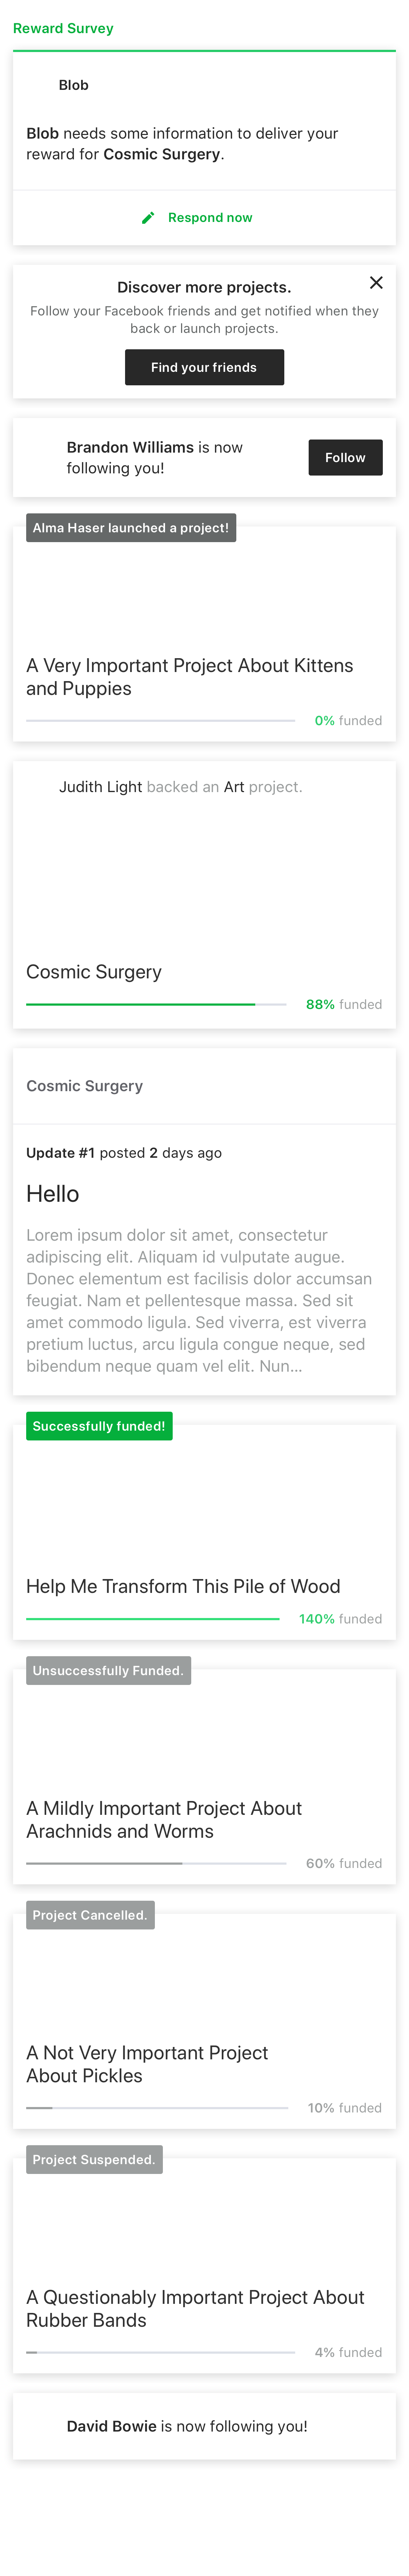 Reward Survey
Blob
Blob needs some information to deliver your
reward for Cosmic Surgery.
Respond now
Discover more projects.
Follow your Facebook friends and get notified when they
back or launch projects.
Find your friends
Brandon Williams is now
following you!
Follow
Alma Haser launched a project!
A Very Important Project About Kittens
and Puppies
0% funded
Judith Light backed an Art project.
Cosmic Surgery
88% funded
Cosmic Surgery
Update #1 posted 2 days ago
Hello
Lorem ipsum dolor sit amet, consectetur
adipiscing elit. Aliquam id vulputate augue.
Donec elementum est facilisis dolor accumsan
feugiat. Nam et pellentesque massa. Sed sit
amet commodo ligula. Sed viverra, est viverra
pretium luctus, arcu ligula congue neque, sed
bibendum neque quam vel elit. Nun...
Successfully funded!
Help Me Transform This Pile of Wood
140% funded
Unsuccessfully Funded.
A Mildly Important Project About
Arachnids and Worms
60% funded
Project Cancelled.
A Not Very Important Project
About Pickles
10% funded
Project Suspended.
A Questionably Important Project About
Rubber Bands
4% funded
David Bowie is now following you!